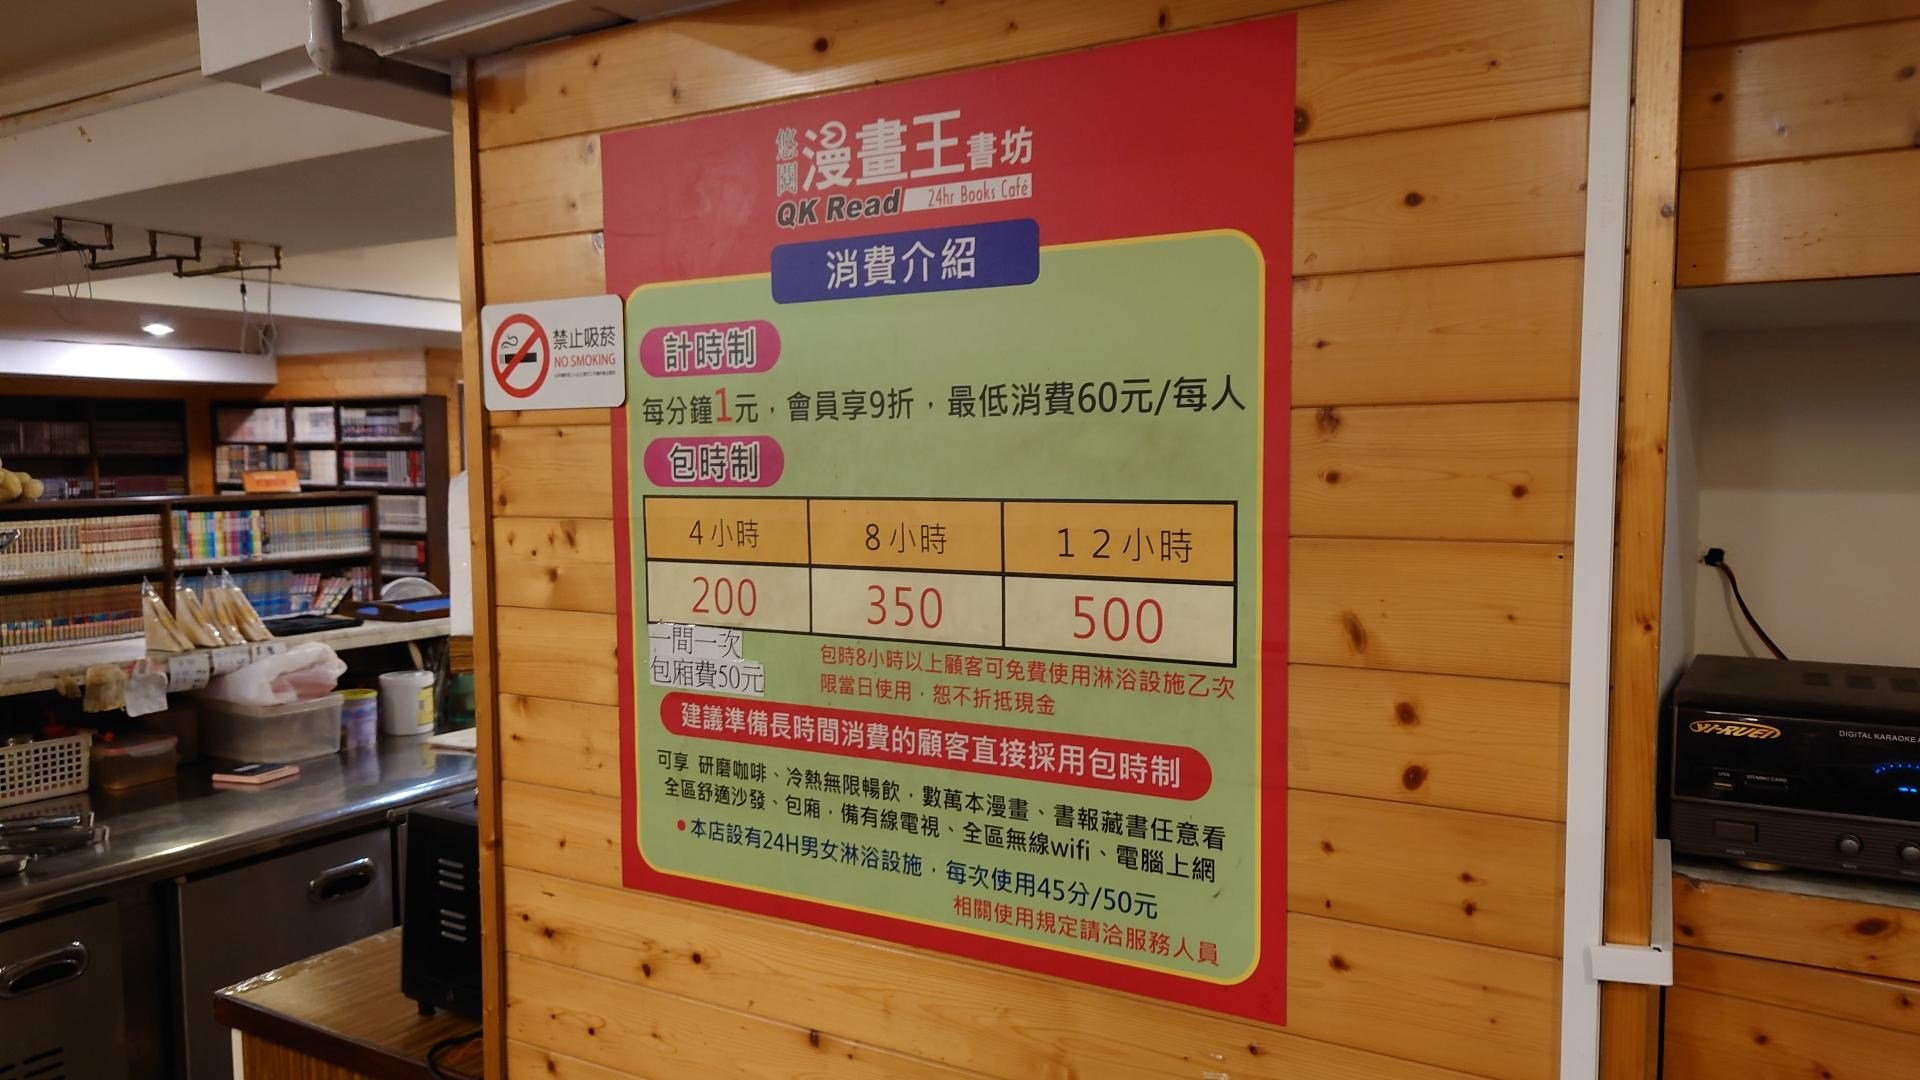 悠閱漫畫王書坊
QK Read 24hr Books Café
消費介紹
禁止吸菸
NO SMOKING
計時制
每分鐘1元，會員享9折，最低消費60元/每人
包時制
4小時 8小時 12小時
200 350 500
一間一次
包廂費50元
包時8小時以上顧客可免費使用淋浴設施乙次
限當日使用，恕不折抵現金
建議準備長時間消費的顧客直接採用包時制
可享 研磨咖啡、冷熱無限暢飲，數萬本漫畫、書報藏書任意看
全區舒適沙發、包廂，備有線電視、全區無線wifi、電腦上網
•本店設有24H男女淋浴設施，每次使用45分/50元
相關使用規定請洽服務人員
YI-RUEI
DIGITAL KARAOKE